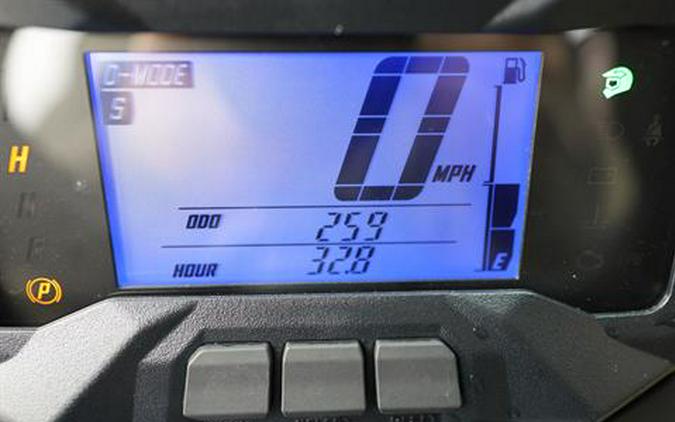 D-MODE
S
0 MPH
H
ODO 259
HOUR 32.8
E
P